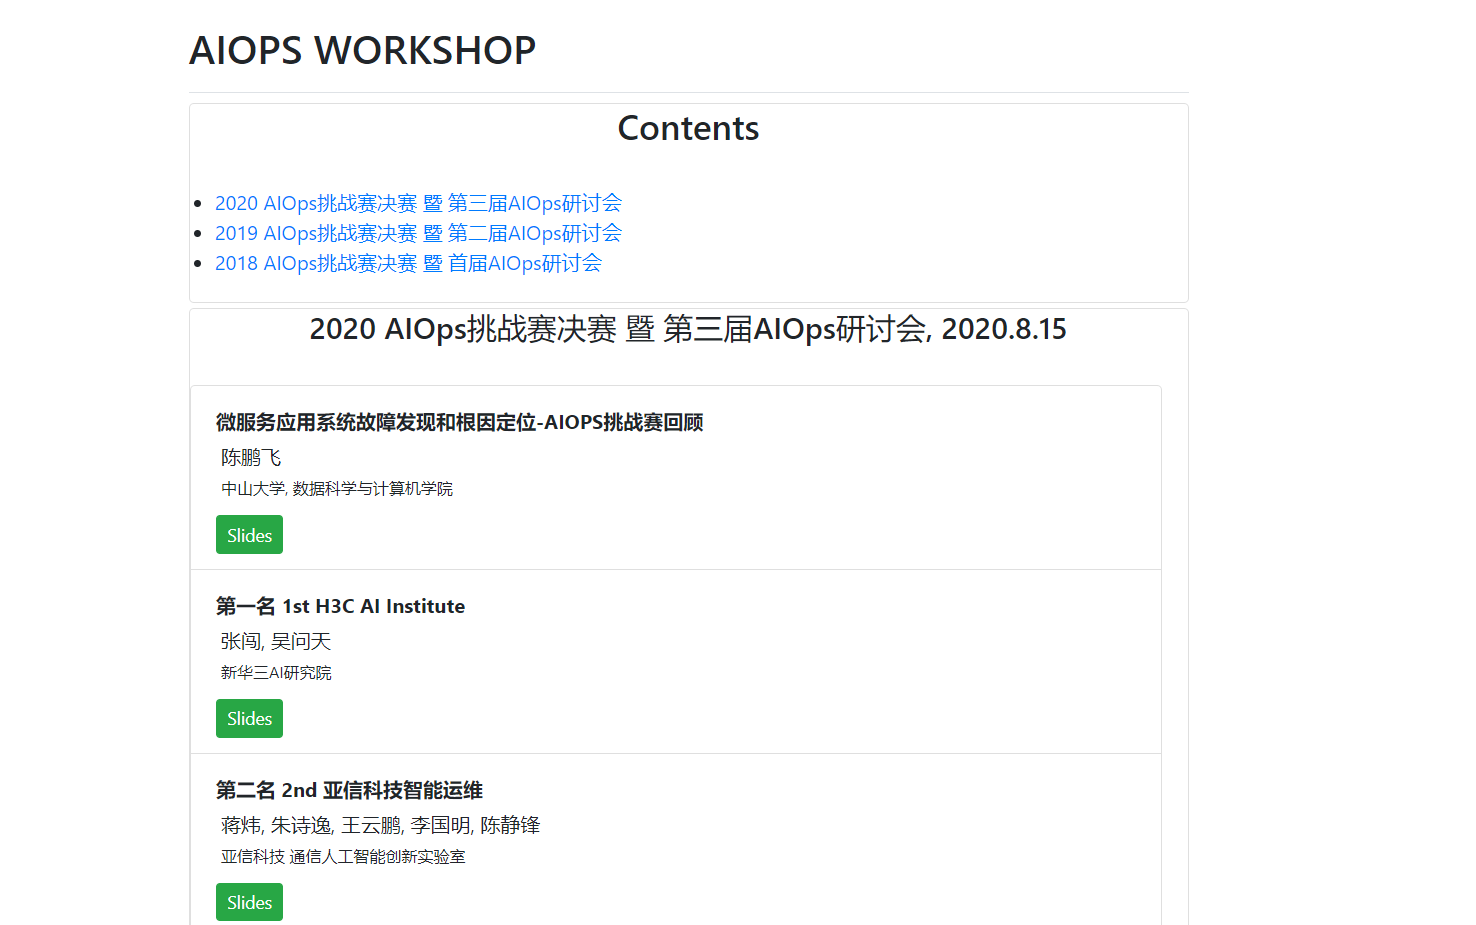 AIOPS WORKSHOP
Contents
2020 AIOps挑战赛决赛 暨 第三届AIOps研讨会
2019 AIOps挑战赛决赛 暨 第二届AIOps研讨会
2018 AIOps挑战赛决赛 暨 首届AIOps研讨会
2020 AIOps挑战赛决赛 暨 第三届AIOps研讨会, 2020.8.15
微服务应用系统故障发现和根因定位-AIOPS挑战赛回顾
陈鹏飞
中山大学, 数据科学与计算机学院
Slides
第一名 1st H3C AI Institute
张闯, 吴问天
新华三AI研究院
Slides
第二名 2nd 亚信科技智能运维
蒋炜, 朱诗逸, 王云鹏, 李国明, 陈静锋
亚信科技 通信人工智能创新实验室
Slides